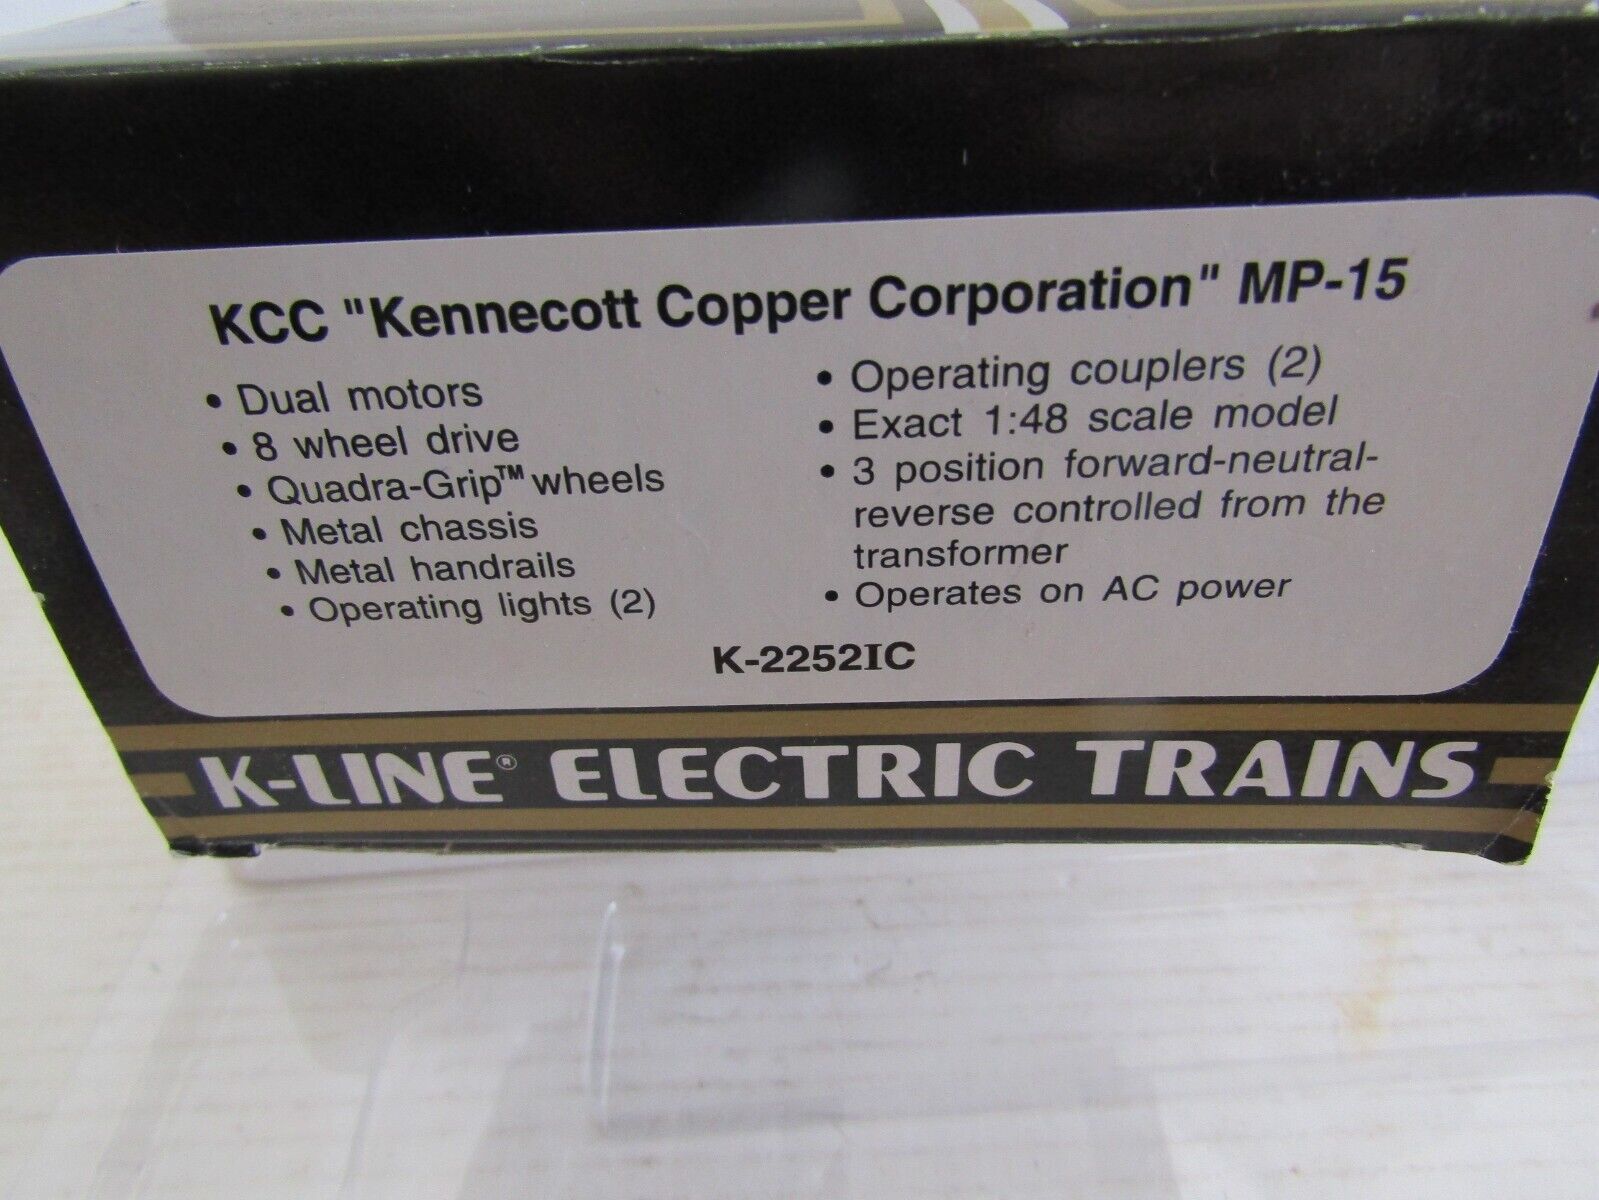 KCC "Kennecott Copper Corporation" MP-15
• Dual motors
• 8 wheel drive
• Quadra-Grip™ wheels
• Metal chassis
• Metal handrails
• Operating lights (2)
• Operating couplers (2)
• Exact 1:48 scale model
• 3 position forward-neutral-
reverse controlled from the
transformer
• Operates on AC power
K-2252IC
K-LINE® ELECTRIC TRAINS